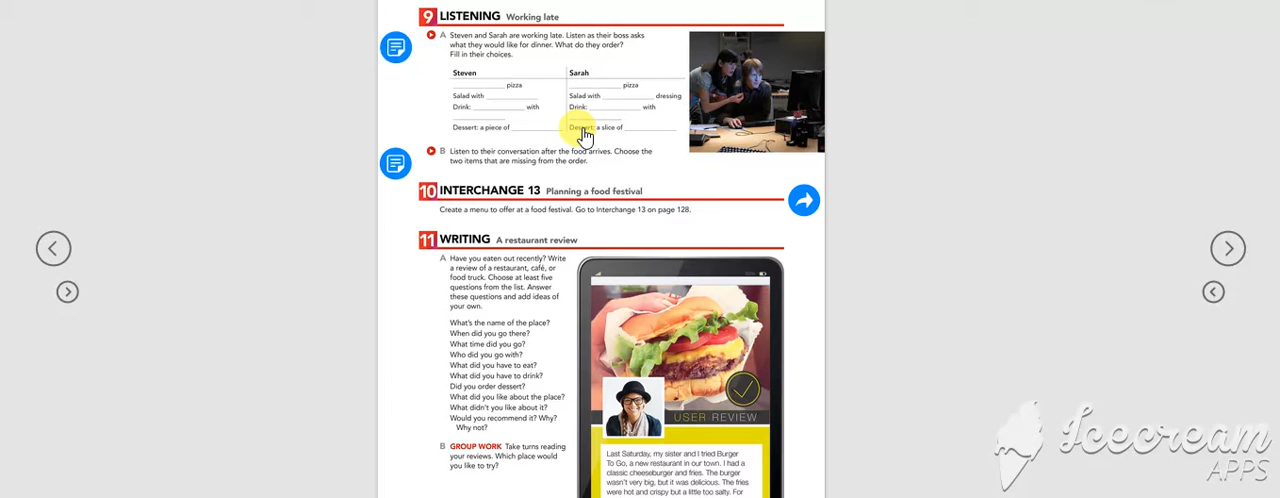 9 LISTENING Working late
A Steven and Sarah are working late. Listen as their boss asks
what they would like for dinner. What do they order?
Fill in their choices.
Steven
pizza
Salad with
Drink: with
Dessert: a piece of
Sarah
pizza
Salad with dressing
Drink: with
Dessert: a slice of
B Listen to their conversation after the food arrives. Choose the
two items that are missing from the order.
10 INTERCHANGE 13 Planning a food festival
Create a menu to offer at a food festival. Go to Interchange 13 on page 128.
11 WRITING A restaurant review
A Have you eaten out recently? Write
a review of a restaurant, café, or
food truck. Choose at least five
questions from the list. Answer
these questions and add ideas of
your own.
What's the name of the place?
When did you go there?
What time did you go?
Who did you go with?
What did you have to eat?
What did you have to drink?
Did you order dessert?
What did you like about the place?
What didn't you like about it?
Would you recommend it? Why?
Why not?
B GROUP WORK Take turns reading
your reviews. Which place would
you like to try?
USER REVIEW
Last Saturday, my sister and I tried Burger
To Go, a new restaurant in our town. I had a
classic cheeseburger and fries. The burger
wasn't very big, but it was delicious. The fries
were hot and crispy but a little too salty. For
Icecream
APPS